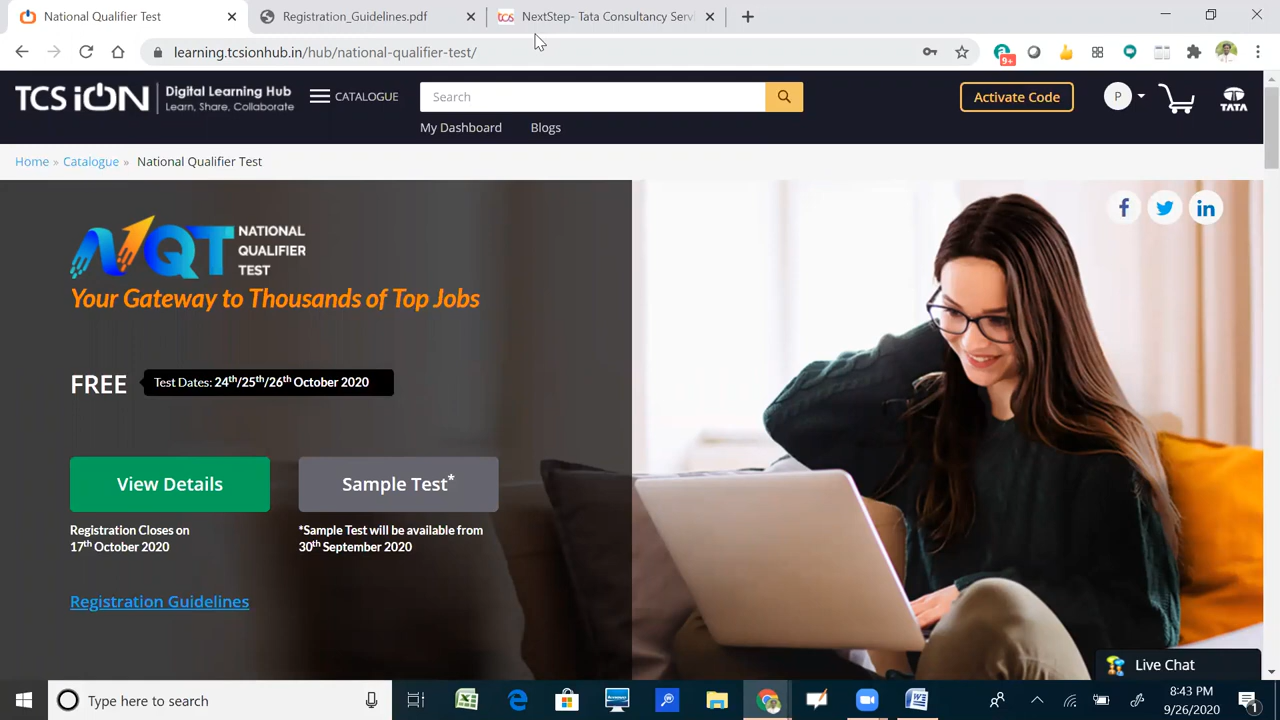 National Qualifier Test
Registration_Guidelines.pdf
NextStep- Tata Consultancy Servi
learning.tcsionhub.in/hub/national-qualifier-test/
9+
TCS iON
Digital Learning Hub
Learn, Share, Collaborate
CATALOGUE
Search
Activate Code
P
TATA
My Dashboard
Blogs
Home » Catalogue » National Qualifier Test
NQT
NATIONAL
QUALIFIER
TEST
Your Gateway to Thousands of Top Jobs
FREE
Test Dates: 24th/25th/26th October 2020
View Details
Sample Test*
Registration Closes on
17th October 2020
*Sample Test will be available from
30th September 2020
Registration Guidelines
Live Chat
Type here to search
8:43 PM
9/26/2020
1